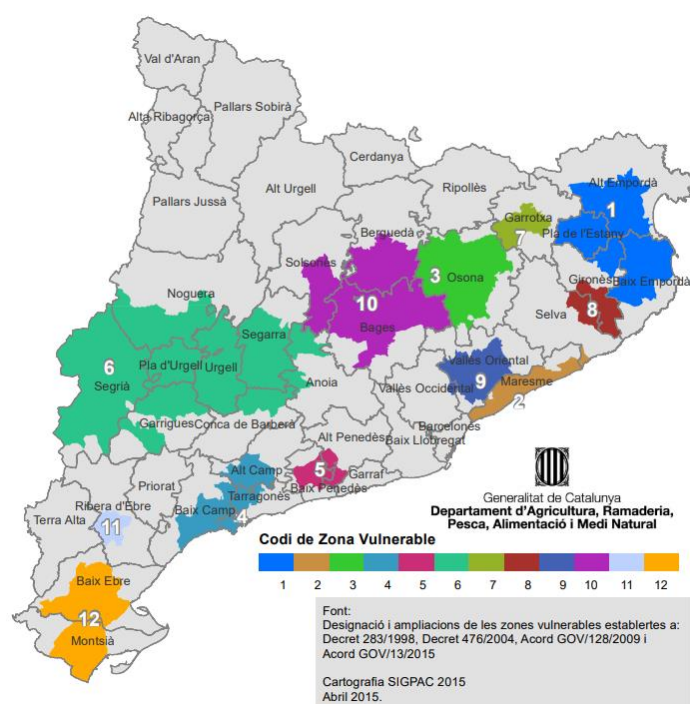 Val d'Aran
Pallars Sobirà
Alta Ribagorça
Cerdanya
Alt Urgell
Ripollès
Alt Empordà
Pallars Jussà
Garrotxa
1
Berguedà
7
Pla de l'Estany
Solsonès
3
Osona
Gironès
Baix Empordà
Noguera
10
8
Segarra
Bages
Selva
6
Pla d'Urgell
Urgell
Vallès Oriental
Segrià
Anoia
Vallès Occidental
9
Maresme
2
Garrigues
Conca de Barberà
Barcelonès
Alt Penedès
Baix Llobregat
Alt Camp
5
Garraf
Priorat
Baix Penedès
Tarragonès
Ribera d'Ebre
Baix Camp
4
Terra Alta
11
Baix Ebre
12
Montsià
Generalitat de Catalunya
Departament d'Agricultura, Ramaderia,
Pesca, Alimentació i Medi Natural
Codi de Zona Vulnerable
1 2 3 4 5 6 7 8 9 10 11 12
Font:
Designació i ampliacions de les zones vulnerables establertes a:
Decret 283/1998, Decret 476/2004, Acord GOV/128/2009 i
Acord GOV/13/2015
Cartografia SIGPAC 2015
Abril 2015.